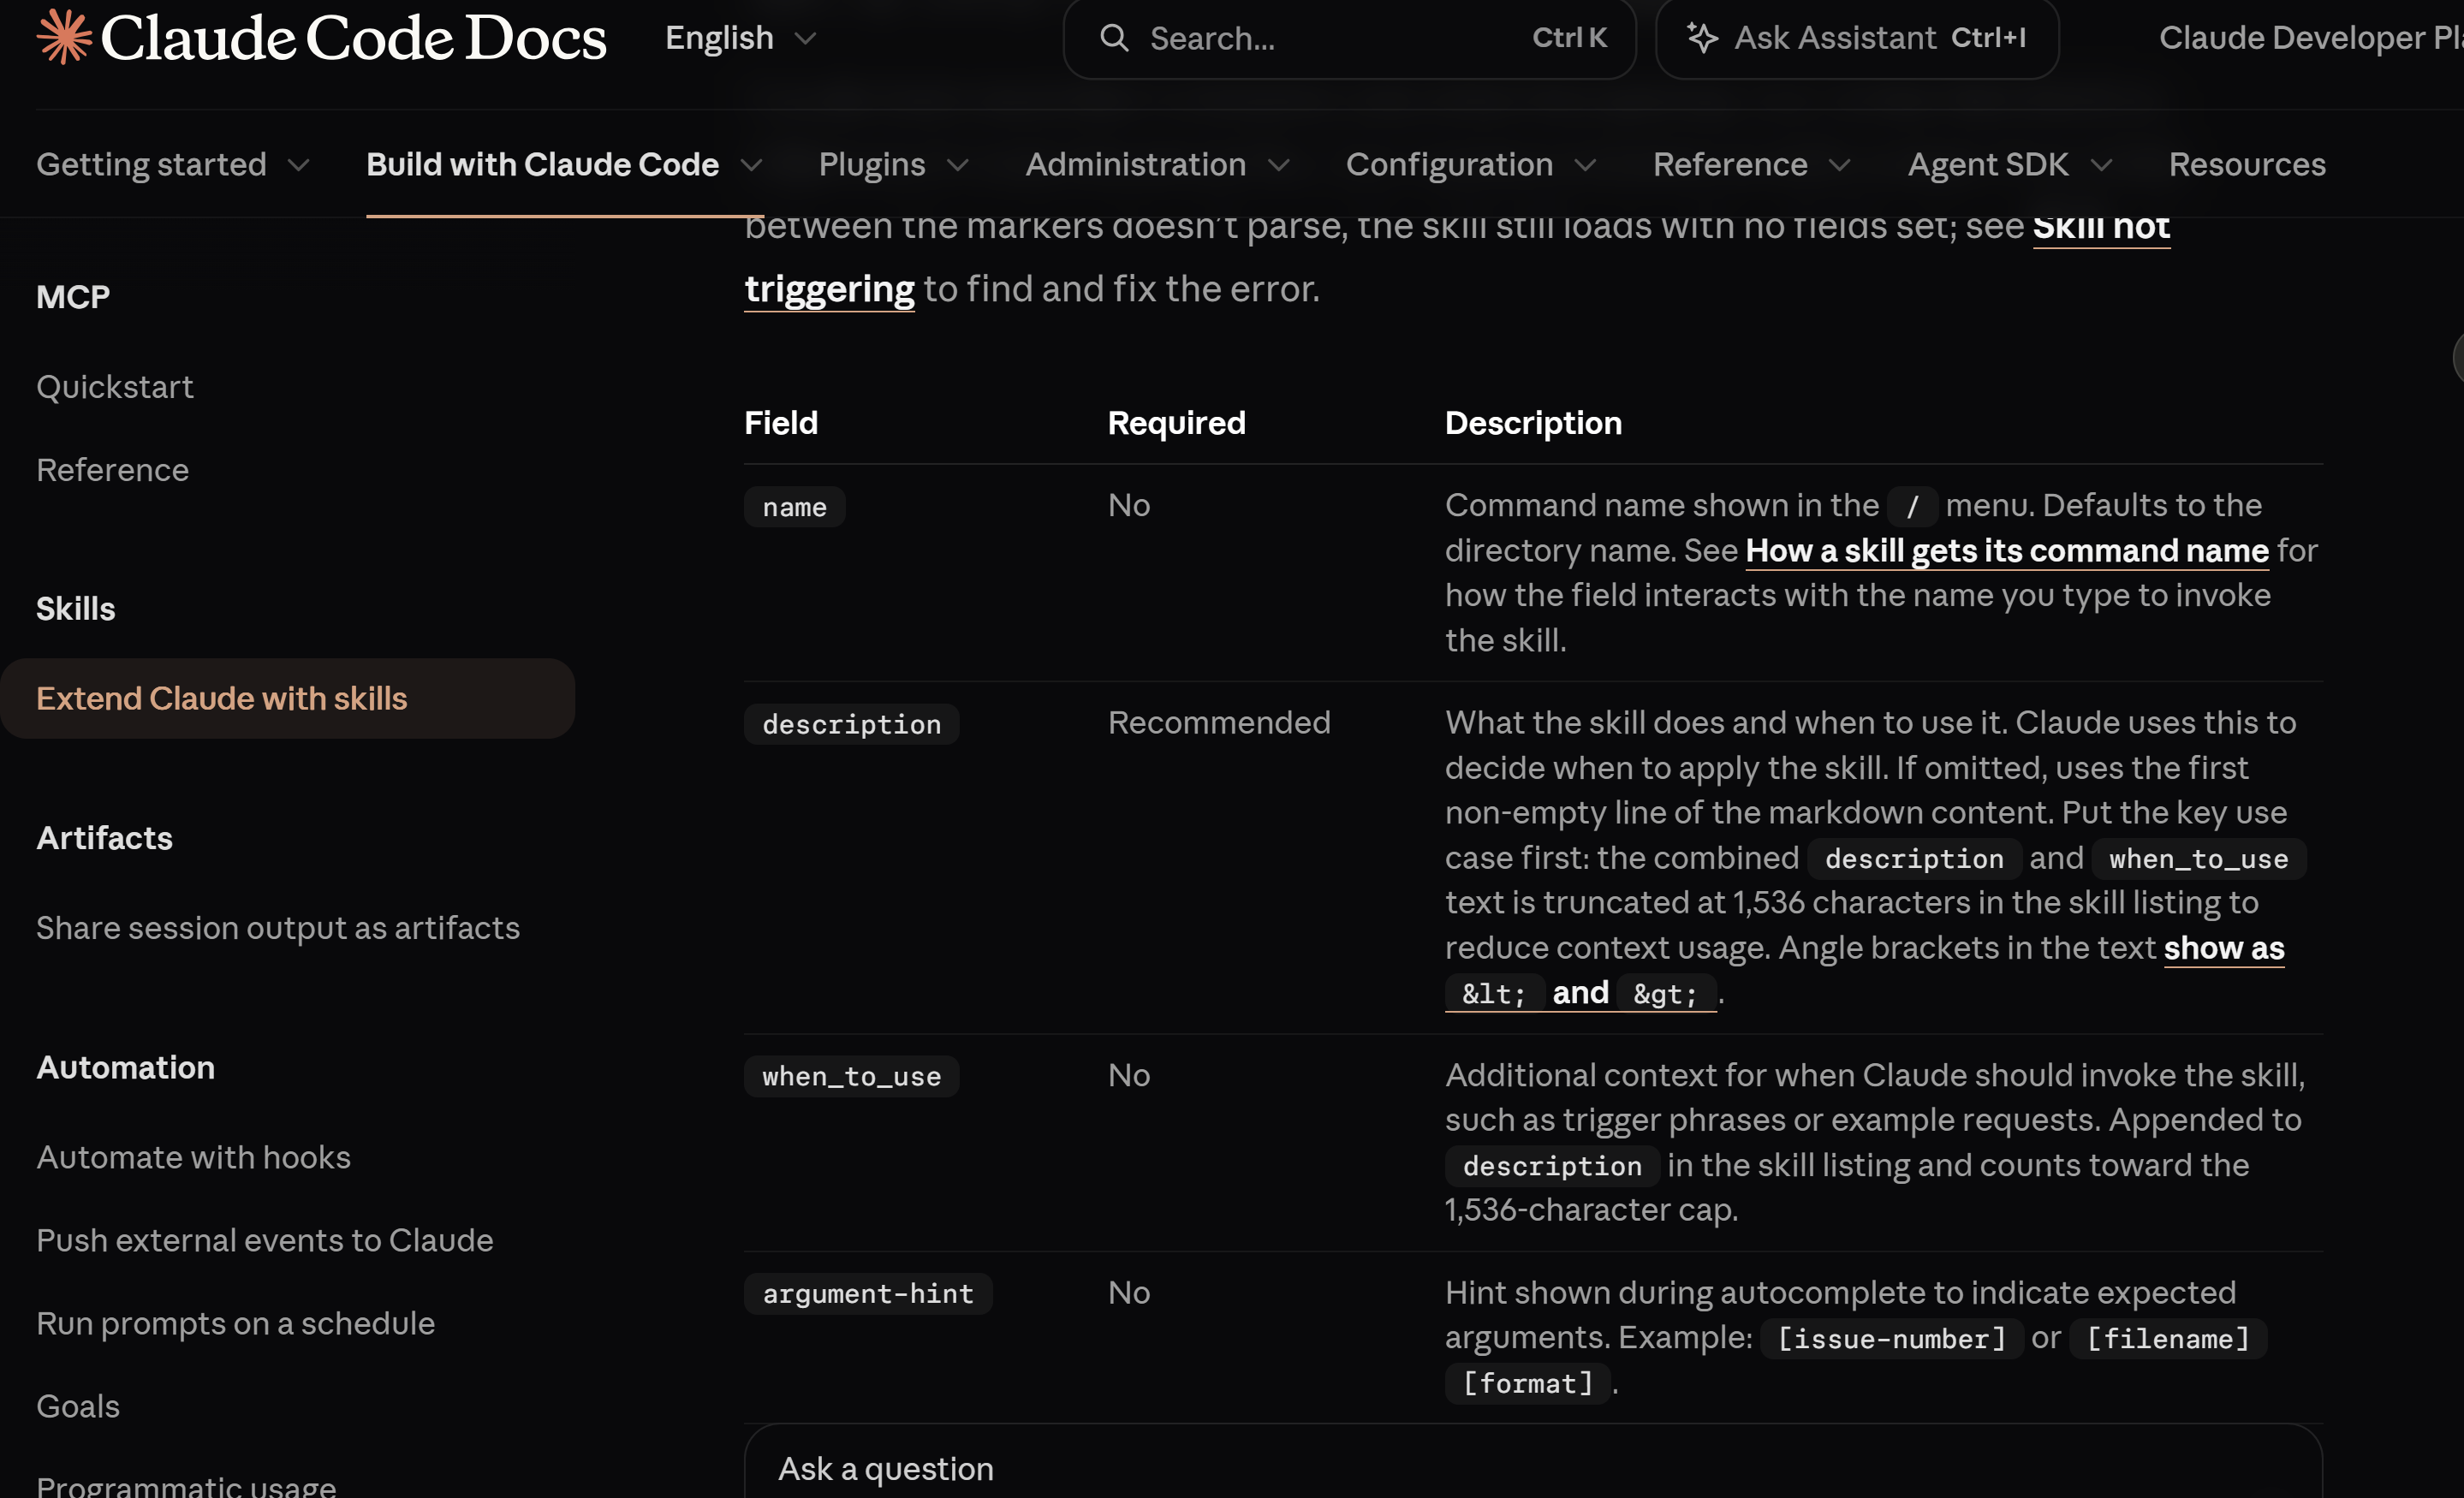 Claude Code Docs
English
Search...
Ctrl K
Ask Assistant Ctrl+I
Claude Developer Pl
Getting started
Build with Claude Code
Plugins
Administration
Configuration
Reference
Agent SDK
Resources
MCP
Quickstart
Reference
Skills
Extend Claude with skills
Artifacts
Share session output as artifacts
Automation
Automate with hooks
Push external events to Claude
Run prompts on a schedule
Goals
Programmatic usage
between the markers doesn't parse, the skill still loads with no fields set; see Skill not
triggering to find and fix the error.
Field Required Description
name No Command name shown in the / menu. Defaults to the
directory name. See How a skill gets its command name for
how the field interacts with the name you type to invoke
the skill.
description Recommended What the skill does and when to use it. Claude uses this to
decide when to apply the skill. If omitted, uses the first
non-empty line of the markdown content. Put the key use
case first: the combined description and when_to_use
text is truncated at 1,536 characters in the skill listing to
reduce context usage. Angle brackets in the text show as
&lt; and &gt;.
when_to_use No Additional context for when Claude should invoke the skill,
such as trigger phrases or example requests. Appended to
description in the skill listing and counts toward the
1,536-character cap.
argument-hint No Hint shown during autocomplete to indicate expected
arguments. Example: [issue-number] or [filename]
[format].
Ask a question